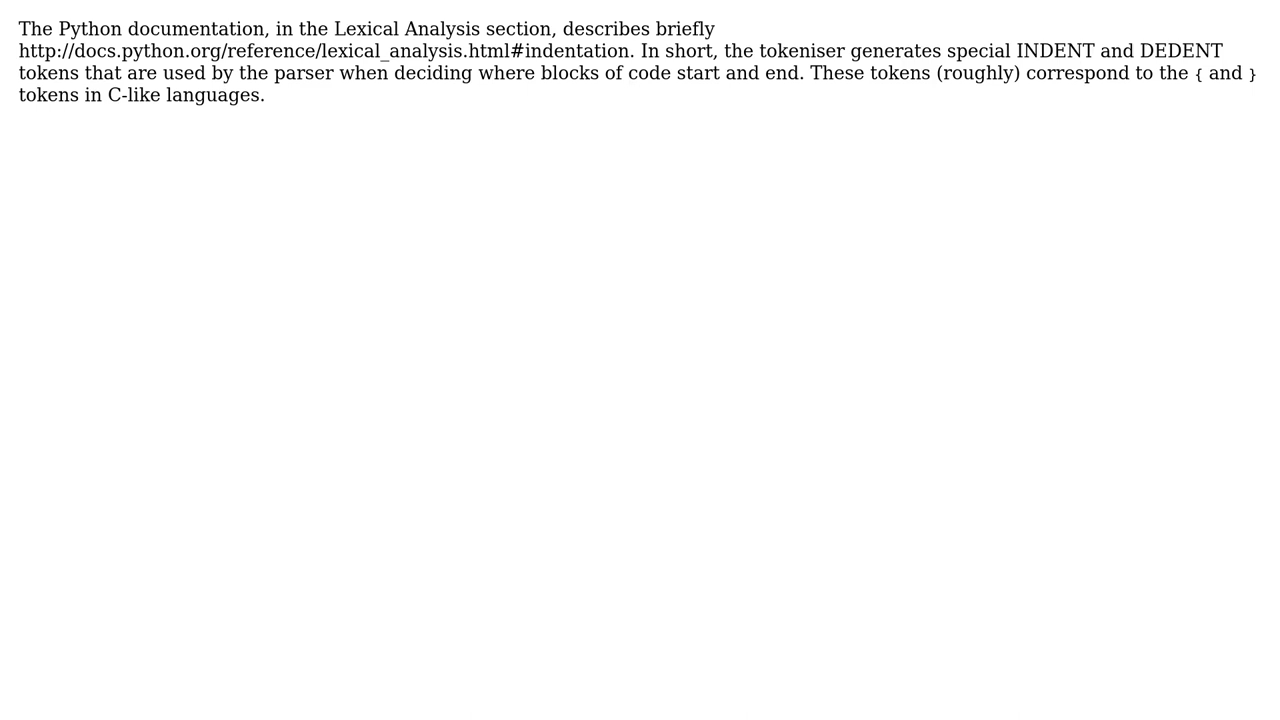 The Python documentation, in the Lexical Analysis section, describes briefly
http://docs.python.org/reference/lexical_analysis.html#indentation. In short, the tokeniser generates special INDENT and DEDENT
tokens that are used by the parser when deciding where blocks of code start and end. These tokens (roughly) correspond to the { and }
tokens in C-like languages.